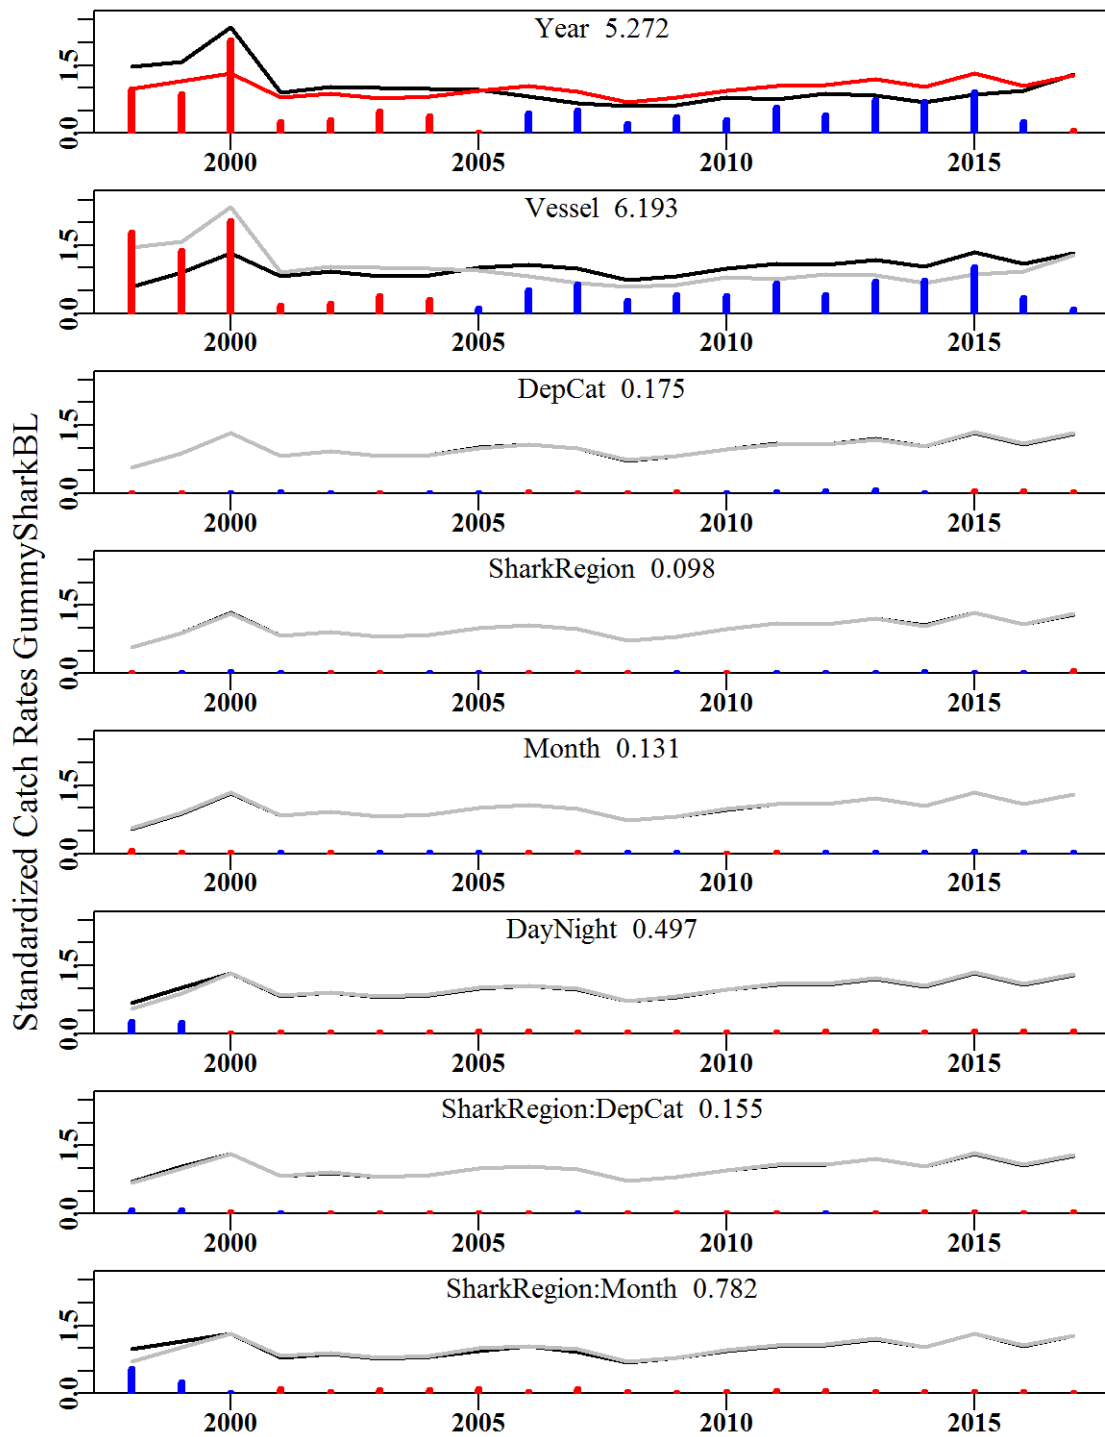 Standardized Catch Rates GummySharkBL
Year 5.272
0.0 1.5
2000 2005 2010 2015
Vessel 6.193
0.0 1.5
2000 2005 2010 2015
DepCat 0.175
0.0 1.5
2000 2005 2010 2015
SharkRegion 0.098
0.0 1.5
2000 2005 2010 2015
Month 0.131
0.0 1.5
2000 2005 2010 2015
DayNight 0.497
0.0 1.5
2000 2005 2010 2015
SharkRegion:DepCat 0.155
0.0 1.5
2000 2005 2010 2015
SharkRegion:Month 0.782
0.0 1.5
2000 2005 2010 2015